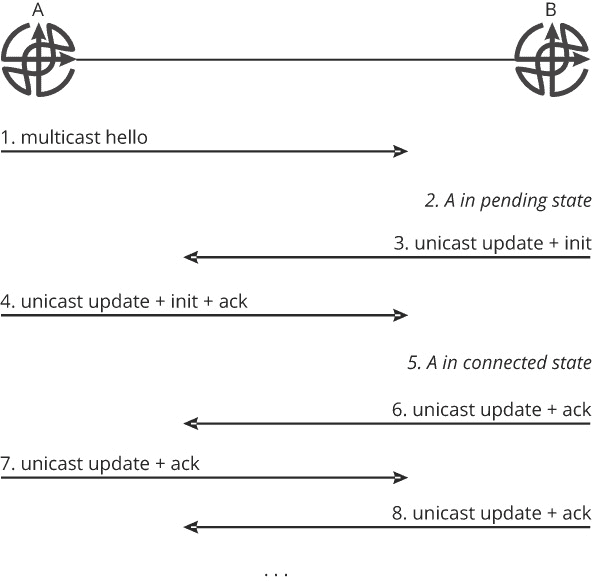 A
B
1. multicast hello
2. A in pending state
3. unicast update + init
4. unicast update + init + ack
5. A in connected state
6. unicast update + ack
7. unicast update + ack
8. unicast update + ack
...